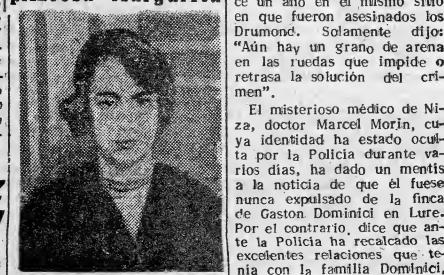 ce un año en el mismo sitio
en que fueron asesinados los
Drumond. Solamente dijo:
"Aún hay un grano de arena
en las ruedas que impide o
retrasa la solución del cri-
men".
El misterioso médico de Ni-
za, doctor Marcel Morin, cu-
ya identidad ha estado ocul-
ta por la Policía durante va-
rios días, ha dado un mentís
a la noticia de que él fuese
nunca expulsado de la finca
de Gaston Dominici en Lure.
Por el contrario, dice que an-
te la Policía ha recalcado las
excelentes relaciones que te-
nía con la familia Dominici.